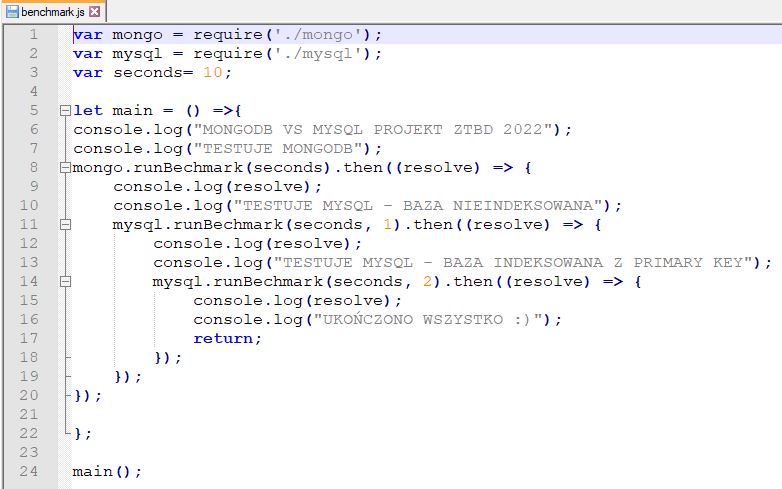 benchmark.js
1 var mongo = require('./mongo');
2 var mysql = require('./mysql');
3 var seconds= 10;
4
5 let main = () =>{
6 console.log("MONGODB VS MYSQL PROJEKT ZTBD 2022");
7 console.log("TESTUJE MONGODB");
8 mongo.runBechmark(seconds).then((resolve) => {
9     console.log(resolve);
10     console.log("TESTUJE MYSQL - BAZA NIEINDEKSOWANA");
11     mysql.runBechmark(seconds, 1).then((resolve) => {
12         console.log(resolve);
13         console.log("TESTUJE MYSQL - BAZA INDEKSOWANA Z PRIMARY KEY");
14         mysql.runBechmark(seconds, 2).then((resolve) => {
15             console.log(resolve);
16             console.log("UKOŃCZONO WSZYSTKO :)");
17             return;
18         });
19     });
20 });
21
22 };
23
24 main();